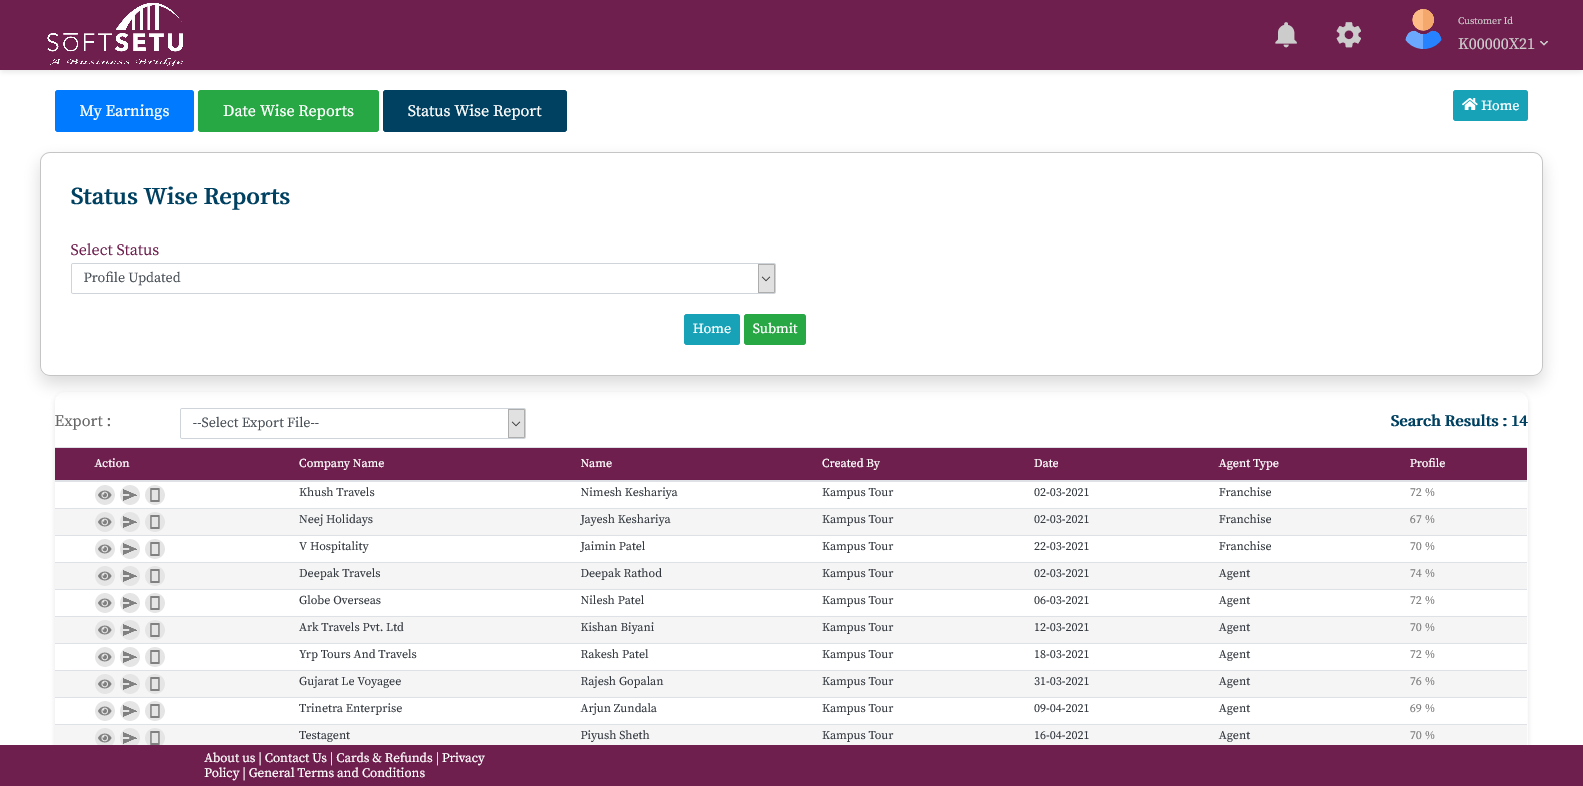 SOFTSETU
A Business Bridge
Customer Id
K00000X21
My Earnings
Date Wise Reports
Status Wise Report
Home
Status Wise Reports
Select Status
Profile Updated
Home Submit
Export :
--Select Export File--
Search Results : 14
Action Company Name Name Created By Date Agent Type Profile
Khush Travels Nimesh Keshariya Kampus Tour 02-03-2021 Franchise 72 %
Neej Holidays Jayesh Keshariya Kampus Tour 02-03-2021 Franchise 67 %
V Hospitality Jaimin Patel Kampus Tour 22-03-2021 Franchise 70 %
Deepak Travels Deepak Rathod Kampus Tour 02-03-2021 Agent 74 %
Globe Overseas Nilesh Patel Kampus Tour 06-03-2021 Agent 72 %
Ark Travels Pvt. Ltd Kishan Biyani Kampus Tour 12-03-2021 Agent 70 %
Yrp Tours And Travels Rakesh Patel Kampus Tour 18-03-2021 Agent 72 %
Gujarat Le Voyagee Rajesh Gopalan Kampus Tour 31-03-2021 Agent 76 %
Trinetra Enterprise Arjun Zundala Kampus Tour 09-04-2021 Agent 69 %
Testagent Piyush Sheth Kampus Tour 16-04-2021 Agent 70 %
About us | Contact Us | Cards & Refunds | Privacy
Policy | General Terms and Conditions